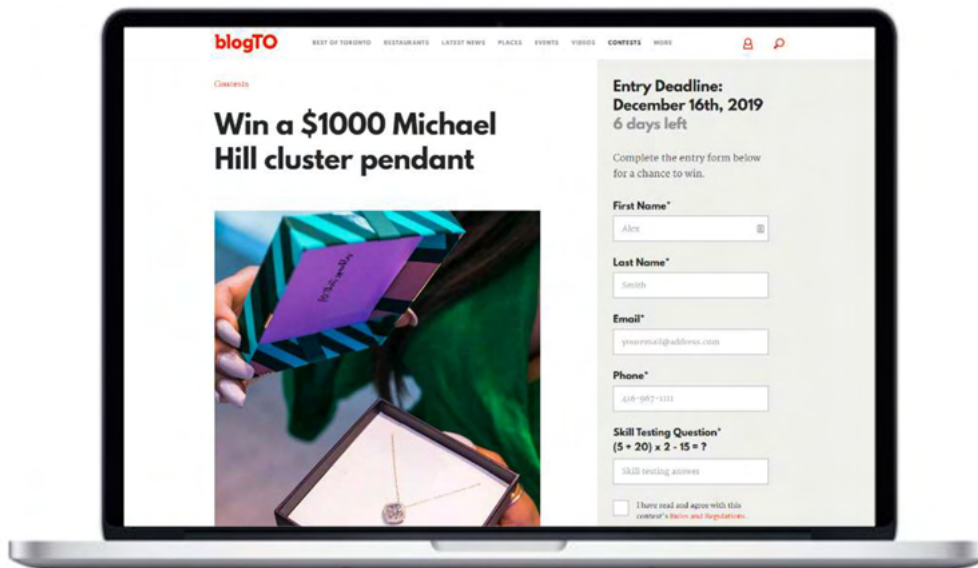 blogTO
BEST OF TORONTO RESTAURANTS LATEST NEWS PLACES EVENTS VIDEOS CONTESTS MORE
Contests
Win a $1000 Michael
Hill cluster pendant
Entry Deadline:
December 16th, 2019
6 days left
Complete the entry form below
for a chance to win.
First Name*
Alex
Last Name*
Smith
Email*
youremail@address.com
Phone*
416-967-1111
Skill Testing Question*
(5 + 20) x 2 - 15 = ?
Skill testing answer
I have read and agree with this
contest's Rules and Regulations.